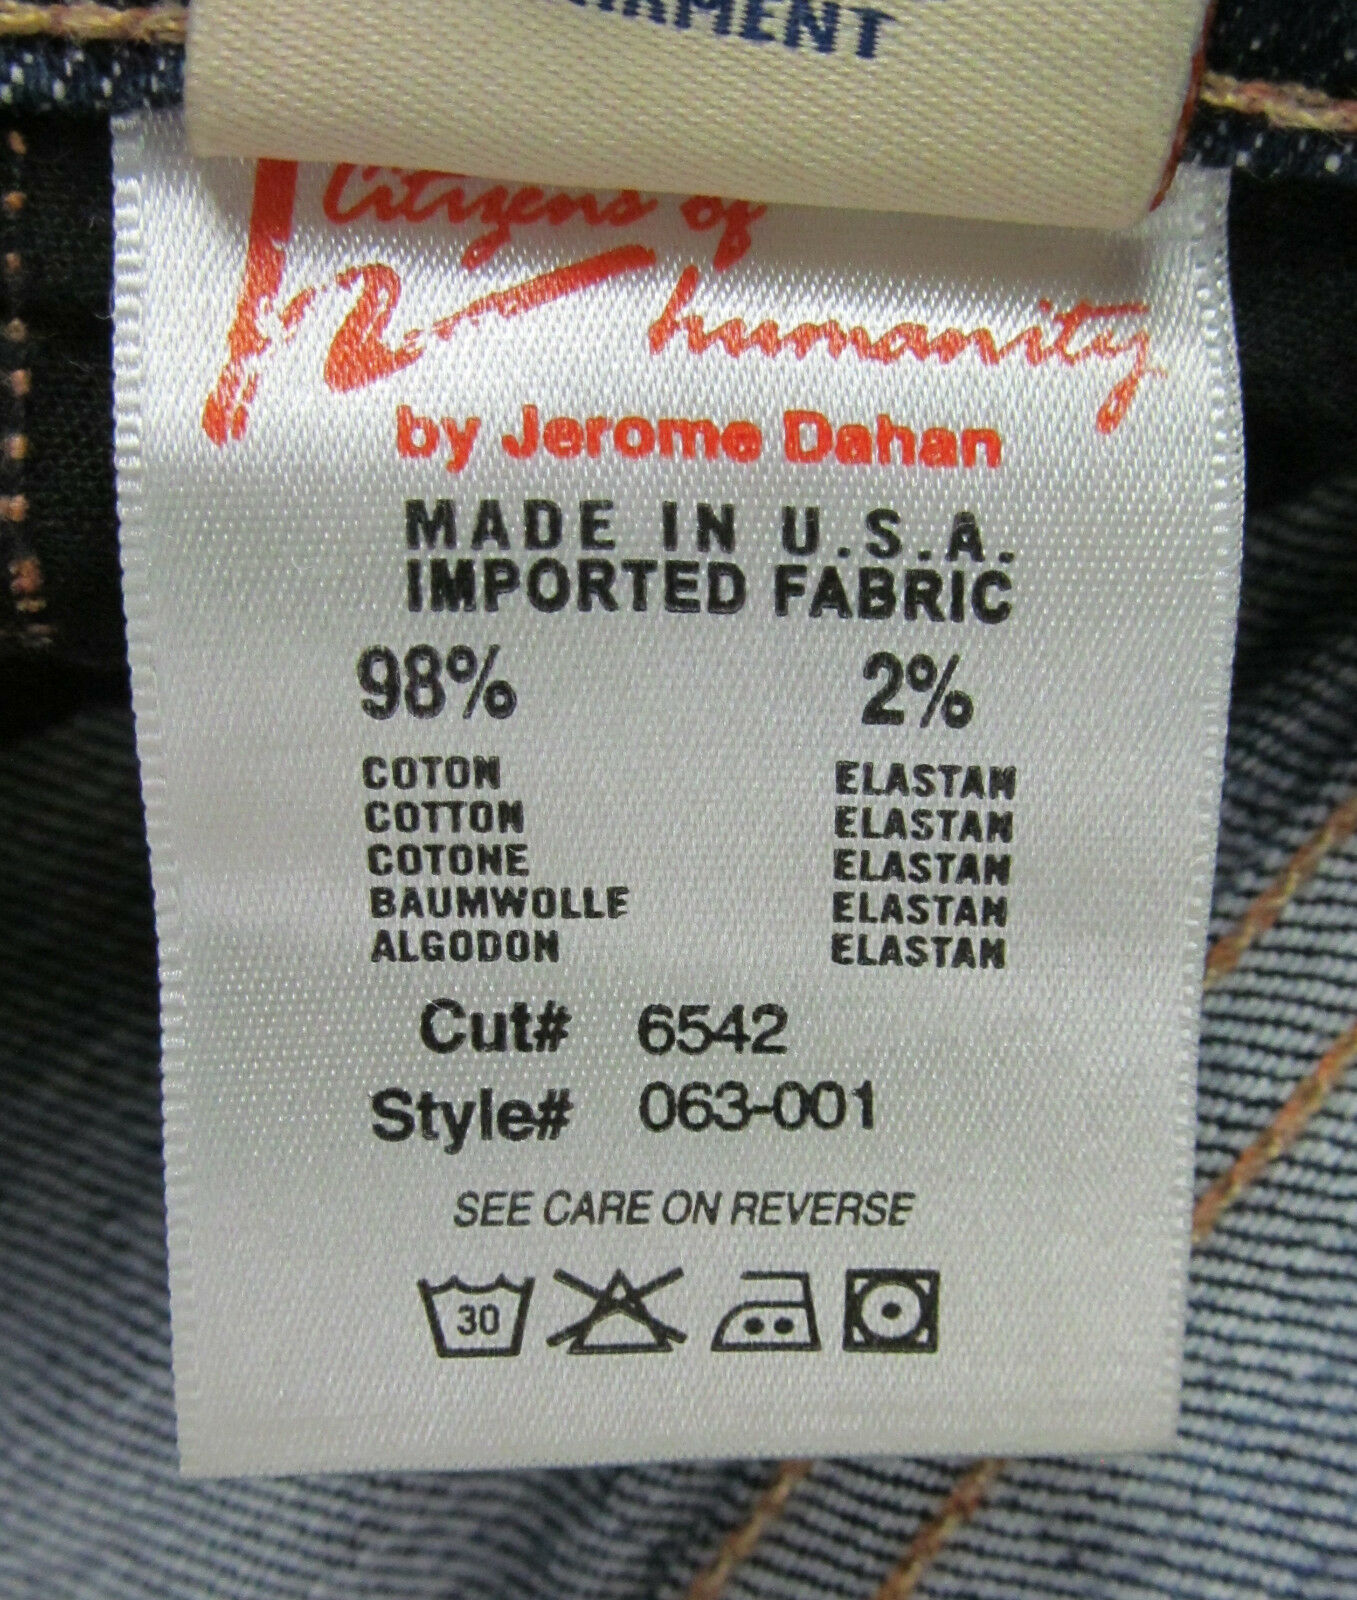 Citizens of
humanity
by Jerome Dahan
MADE IN U.S.A.
IMPORTED FABRIC
98% 2%
COTON ELASTAN
COTTON ELASTAN
COTONE ELASTAN
BAUMWOLLE ELASTAN
ALGODON ELASTAN
Cut# 6542
Style# 063-001
SEE CARE ON REVERSE
30